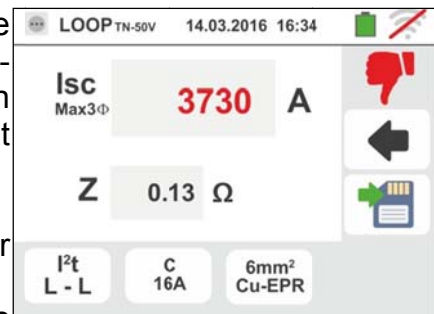 e
-
n
t
r
LOOP TN-50V 14.03.2016 16:34
Isc
Max3Φ
3730 A
Z 0.13 Ω
I²t
L - L
C
16A
6mm²
Cu-EPR